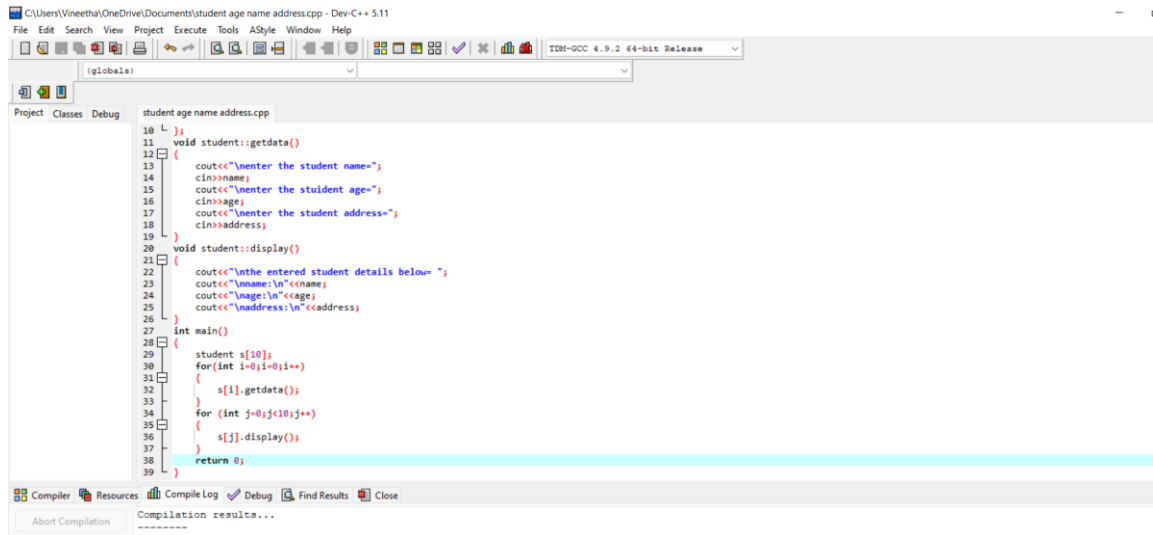 C:\Users\Vineetha\OneDrive\Documents\student age name address.cpp - Dev-C++ 5.11
File Edit Search View Project Execute Tools AStyle Window Help
TDM-GCC 4.9.2 64-bit Release
(globals)
Project Classes Debug
student age name address.cpp
10 };
11 void student::getdata()
12 {
13 cout<<"\nenter the student name=";
14 cin>>name;
15 cout<<"\nenter the stuident age=";
16 cin>>age;
17 cout<<"\nenter the student address=";
18 cin>>address;
19 }
20 void student::display()
21 {
22 cout<<"\nthe entered student details below= ";
23 cout<<"\nname:\n"<<name;
24 cout<<"\nage:\n"<<age;
25 cout<<"\naddress:\n"<<address;
26 }
27 int main()
28 {
29 student s[10];
30 for(int i=0;i=0;i++)
31 {
32 s[i].getdata();
33 }
34 for (int j=0;j<10;j++)
35 {
36 s[j].display();
37 }
38 return 0;
39 }
Compiler Resources Compile Log Debug Find Results Close
Abort Compilation
Compilation results...
--------